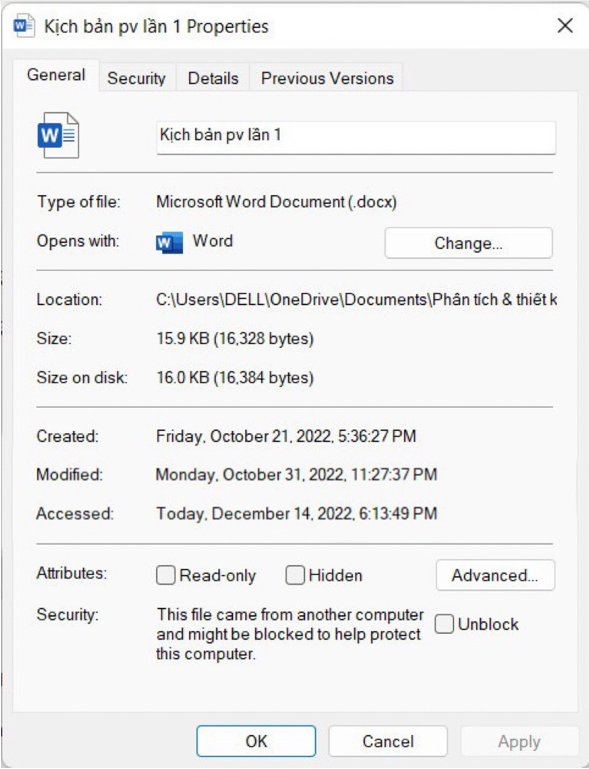 Kịch bản pv lần 1 Properties
General Security Details Previous Versions
Kịch bản pv lần 1
Type of file: Microsoft Word Document (.docx)
Opens with: Word Change...
Location: C:\Users\DELL\OneDrive\Documents\Phân tích & thiết k
Size: 15.9 KB (16,328 bytes)
Size on disk: 16.0 KB (16,384 bytes)
Created: Friday, October 21, 2022, 5:36:27 PM
Modified: Monday, October 31, 2022, 11:27:37 PM
Accessed: Today, December 14, 2022, 6:13:49 PM
Attributes: Read-only Hidden Advanced...
Security: This file came from another computer
and might be blocked to help protect Unblock
this computer.
OK Cancel Apply